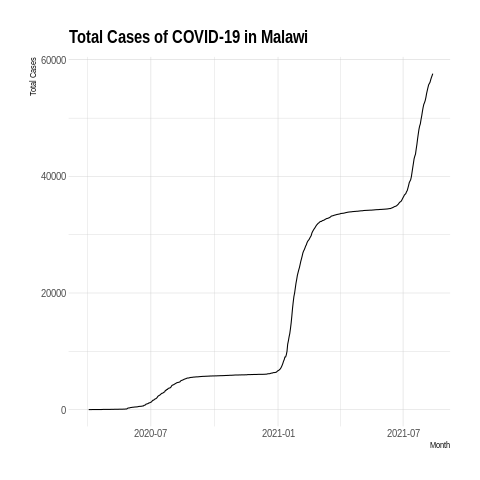 Total Cases of COVID-19 in Malawi
Total Cases
60000
40000
20000
0
2020-07
2021-01
2021-07
Month